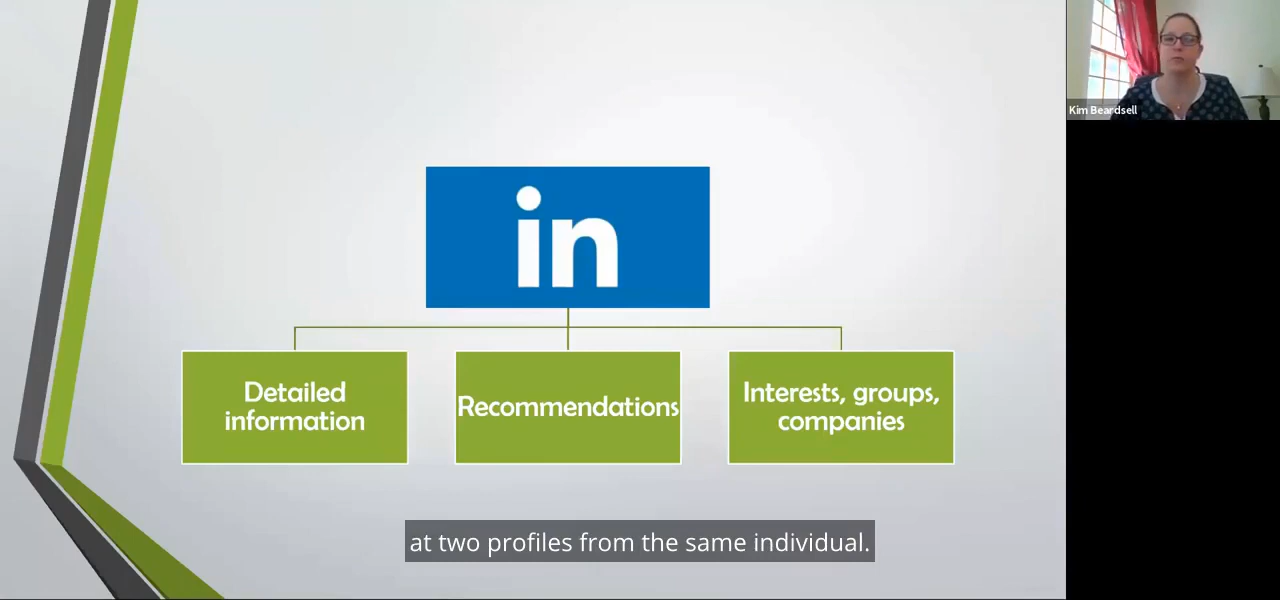 Kim Beardsell
in
Detailed
information
Recommendations
Interests, groups,
companies
at two profiles from the same individual.